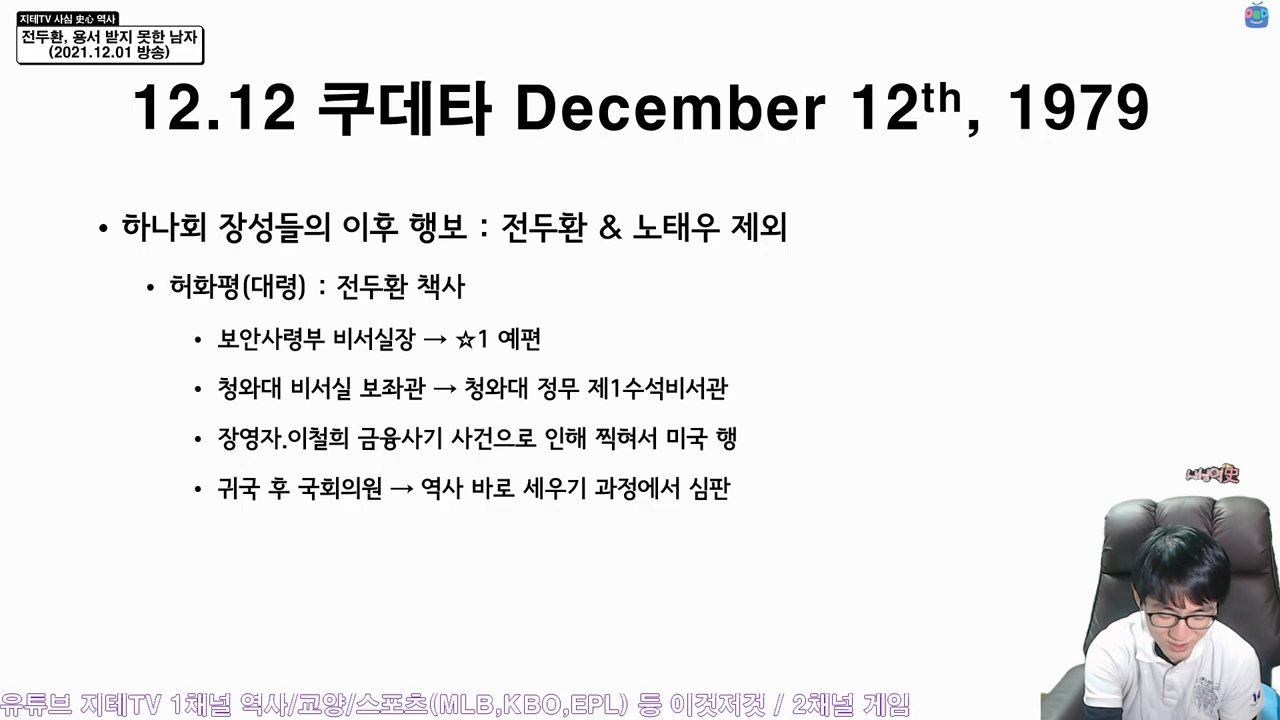 지테TV 사심 史心 역사
전두환, 용서 받지 못한 남자
(2021.12.01 방송)
12.12 쿠데타 December 12th, 1979
• 하나회 장성들의 이후 행보 : 전두환 & 노태우 제외
• 허화평(대령) : 전두환 책사
• 보안사령부 비서실장 → ☆1 예편
• 청와대 비서실 보좌관 → 청와대 정무 제1수석비서관
• 장영자.이철희 금융사기 사건으로 인해 찍혀서 미국 행
• 귀국 후 국회의원 → 역사 바로 세우기 과정에서 심판
유튜브 지테TV 1채널 역사/교양/스포츠(MLB,KBO,EPL) 등 이것저것 / 2채널 게임